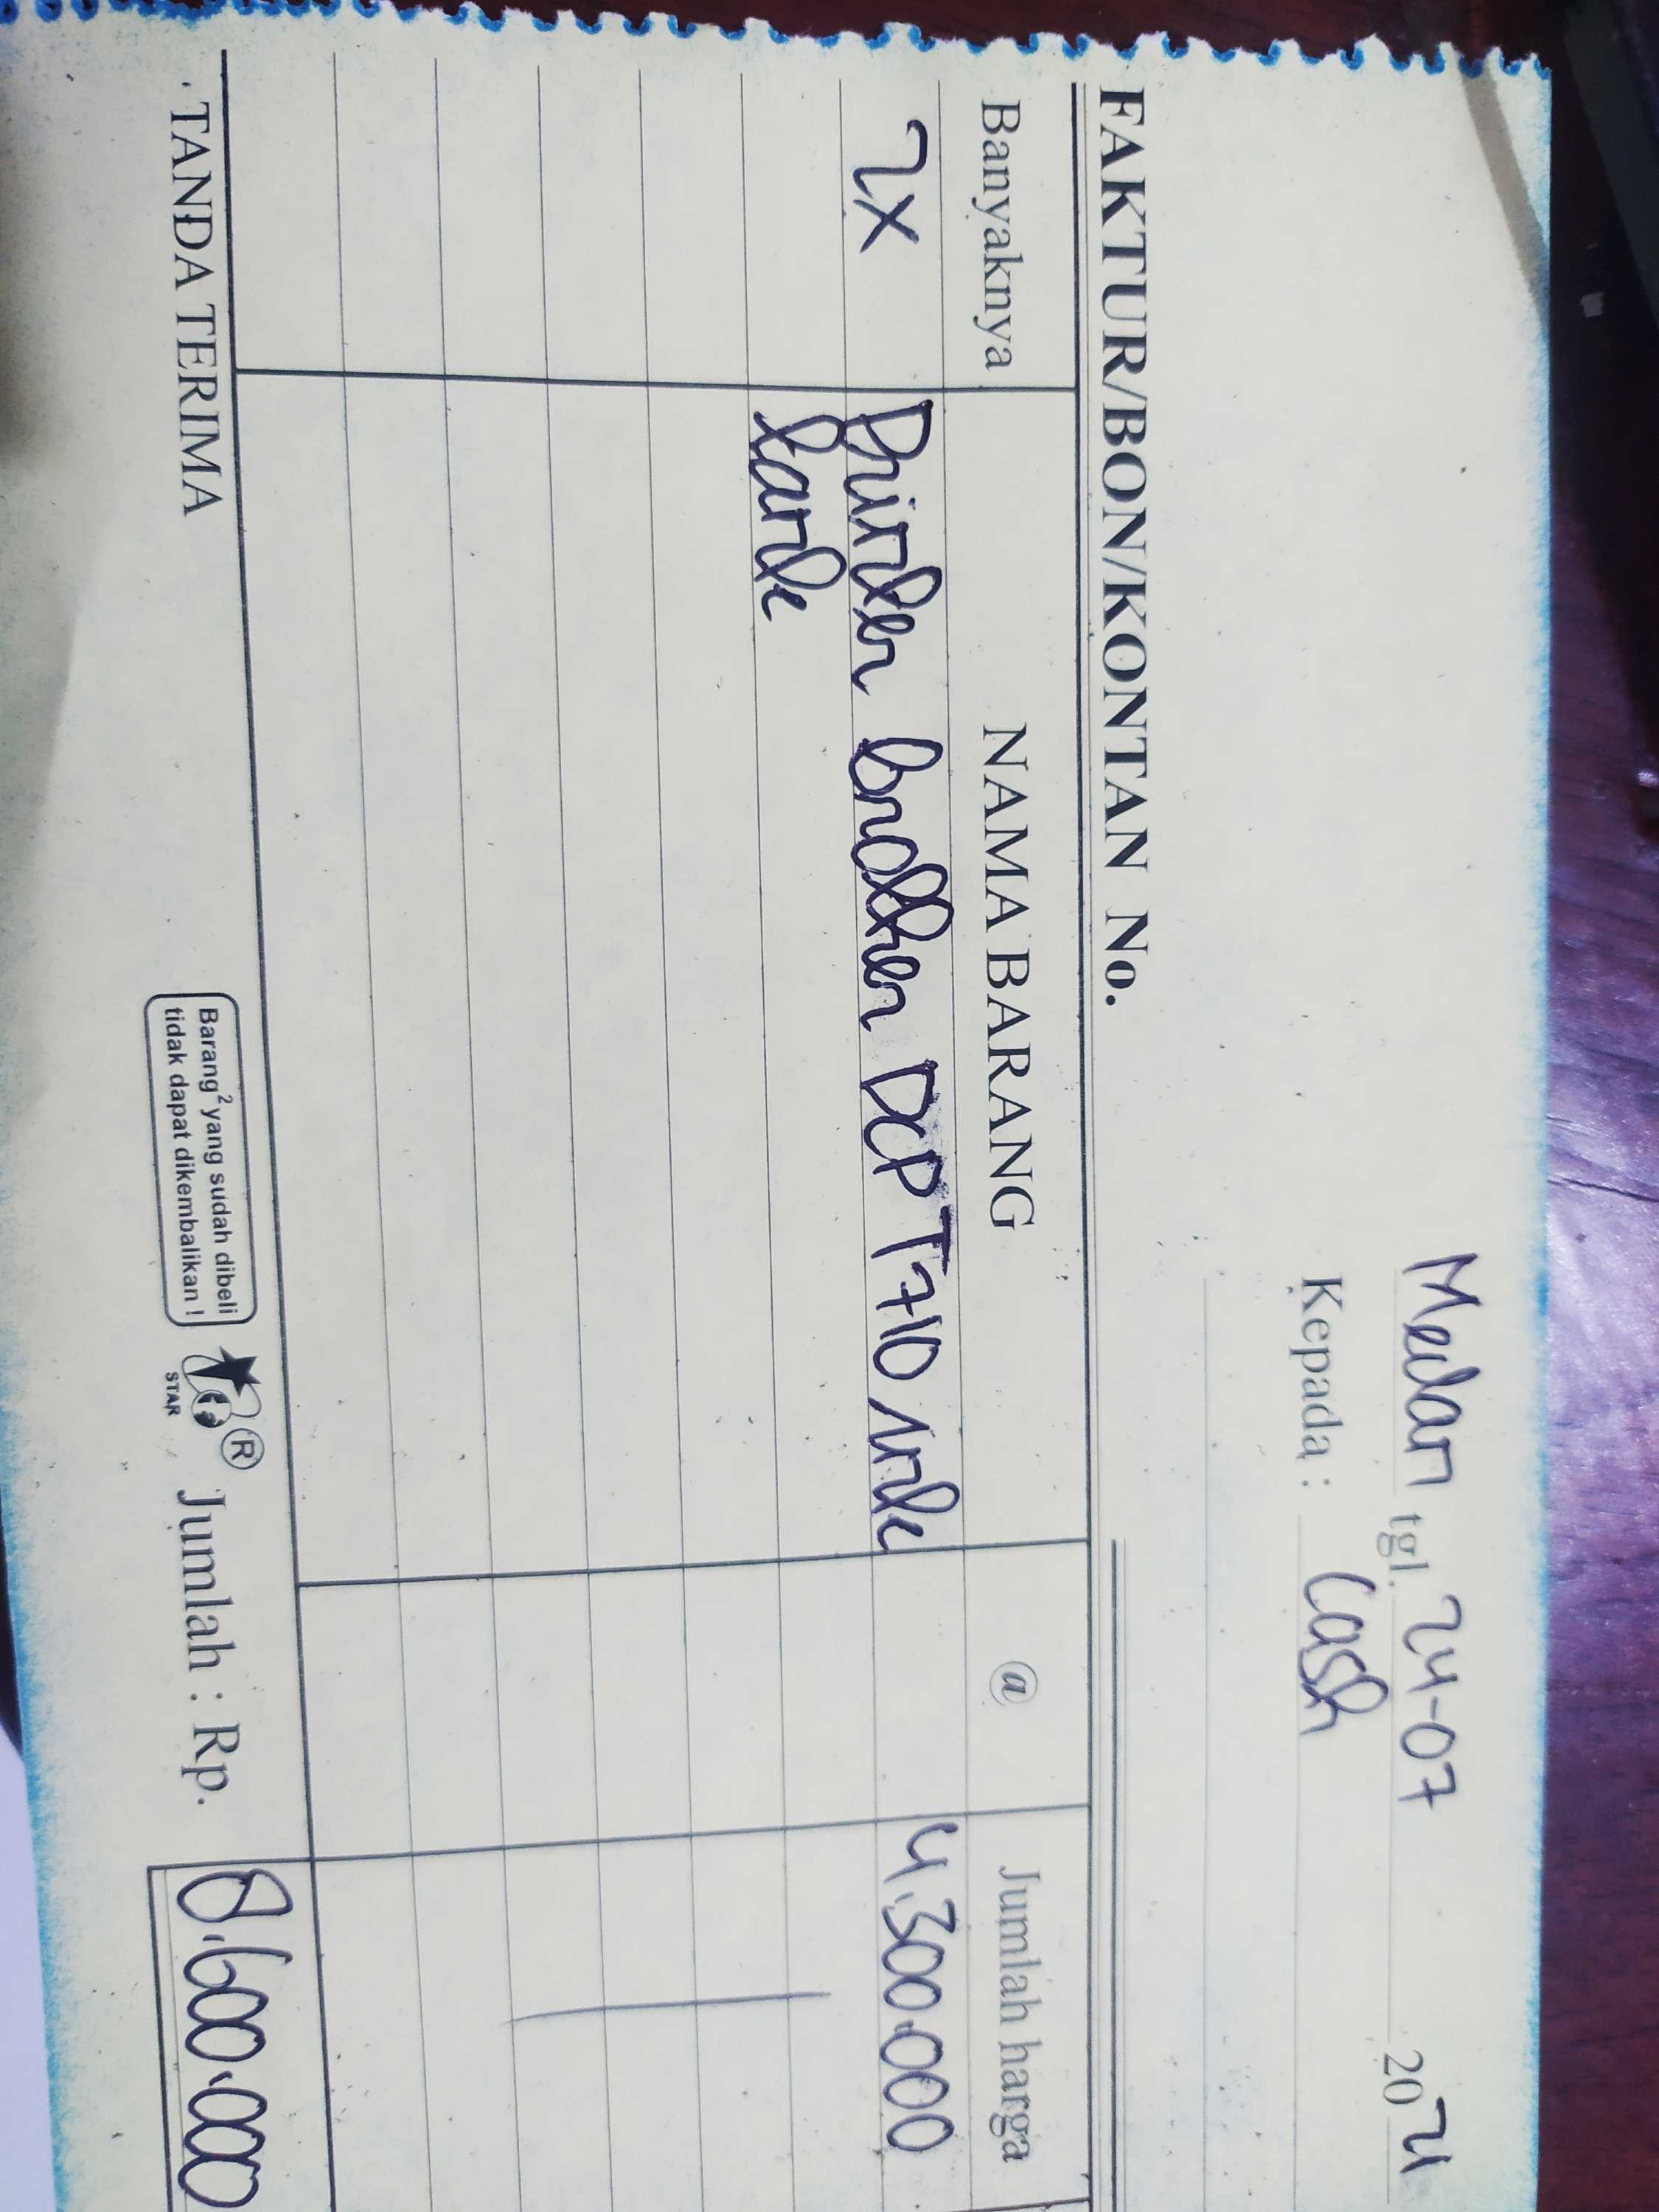 Medan tgl. 24-07 2021
Kepada : Cash
FAKTUR/BON/KONTAN No.
Banyaknya NAMA BARANG @ Jumlah harga
2x Printer brother DCP T710 ink 4.300.000
tank
TANDA TERIMA
Barang² yang sudah dibeli
tidak dapat dikembalikan !
STAR
®
Jumlah : Rp. 8.600.000